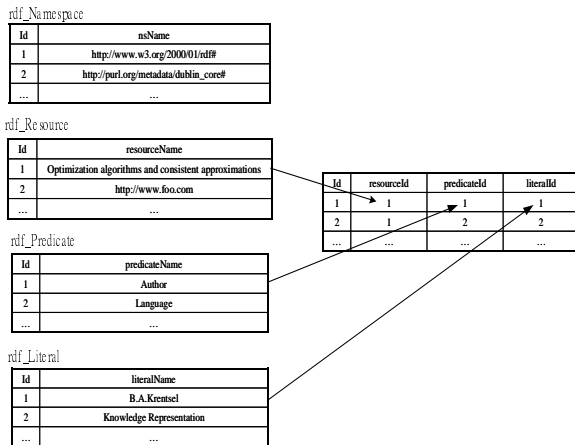 rdf_Namespace
Id nsName
1 http://www.w3.org/2000/01/rdf#
2 http://purl.org/metadata/dublin_core#
... ...
rdf_Resource
Id resourceName
1 Optimization algorithms and consistent approximations
2 http://www.foo.com
... ...
Id resourceId predicateId literalId
1 1 1 1
2 1 2 2
... ... ... ...
rdf_Predicate
Id predicateName
1 Author
2 Language
... ...
rdf_Literal
Id literalName
1 B.A.Krentsel
2 Knowledge Representation
... ...